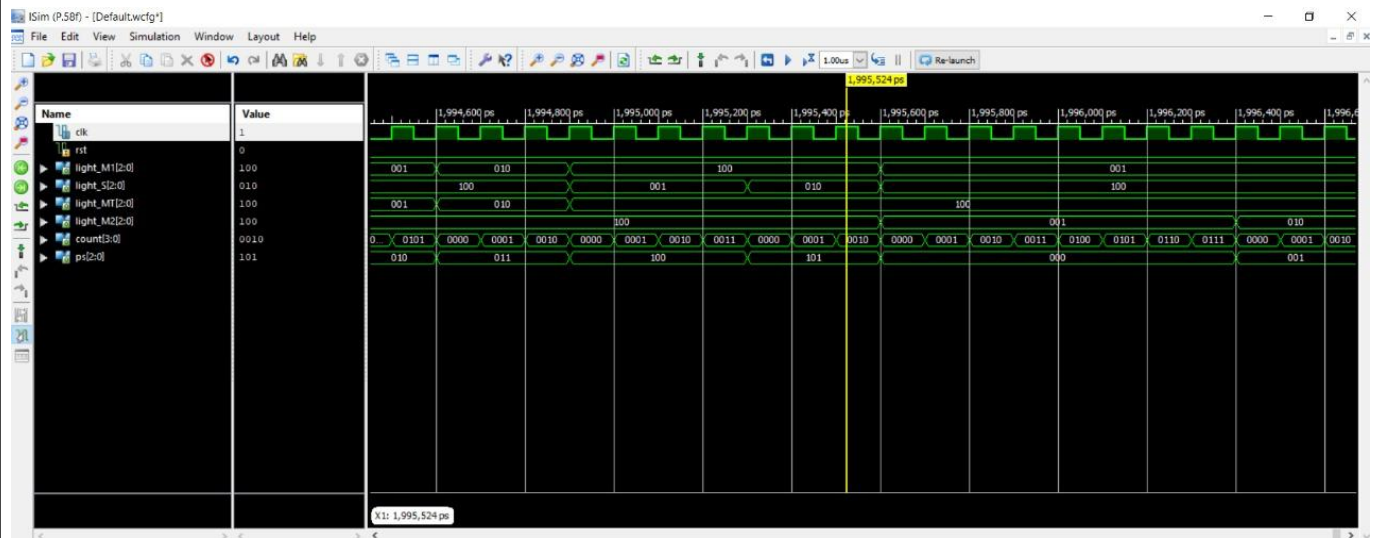 ISim (P.58f) - [Default.wcfg*]
File Edit View Simulation Window Layout Help
1.00us Re-launch
1,995,524 ps
Name Value
1,994,600 ps 1,994,800 ps 1,995,000 ps 1,995,200 ps 1,995,400 ps 1,995,600 ps 1,995,800 ps 1,996,000 ps 1,996,200 ps 1,996,400 ps 1,996,6
clk 1
rst 0
light_M1[2:0] 100 001 010 100 001
light_S[2:0] 010 100 001 010 100
light_MT[2:0] 100 001 010 100
light_M2[2:0] 100 100 001 010
count[3:0] 0010 0... 0101 0000 0001 0010 0000 0001 0010 0011 0000 0001 0010 0000 0001 0010 0011 0100 0101 0110 0111 0000 0001 0010
ps[2:0] 101 010 011 100 101 000 001
X1: 1,995,524 ps